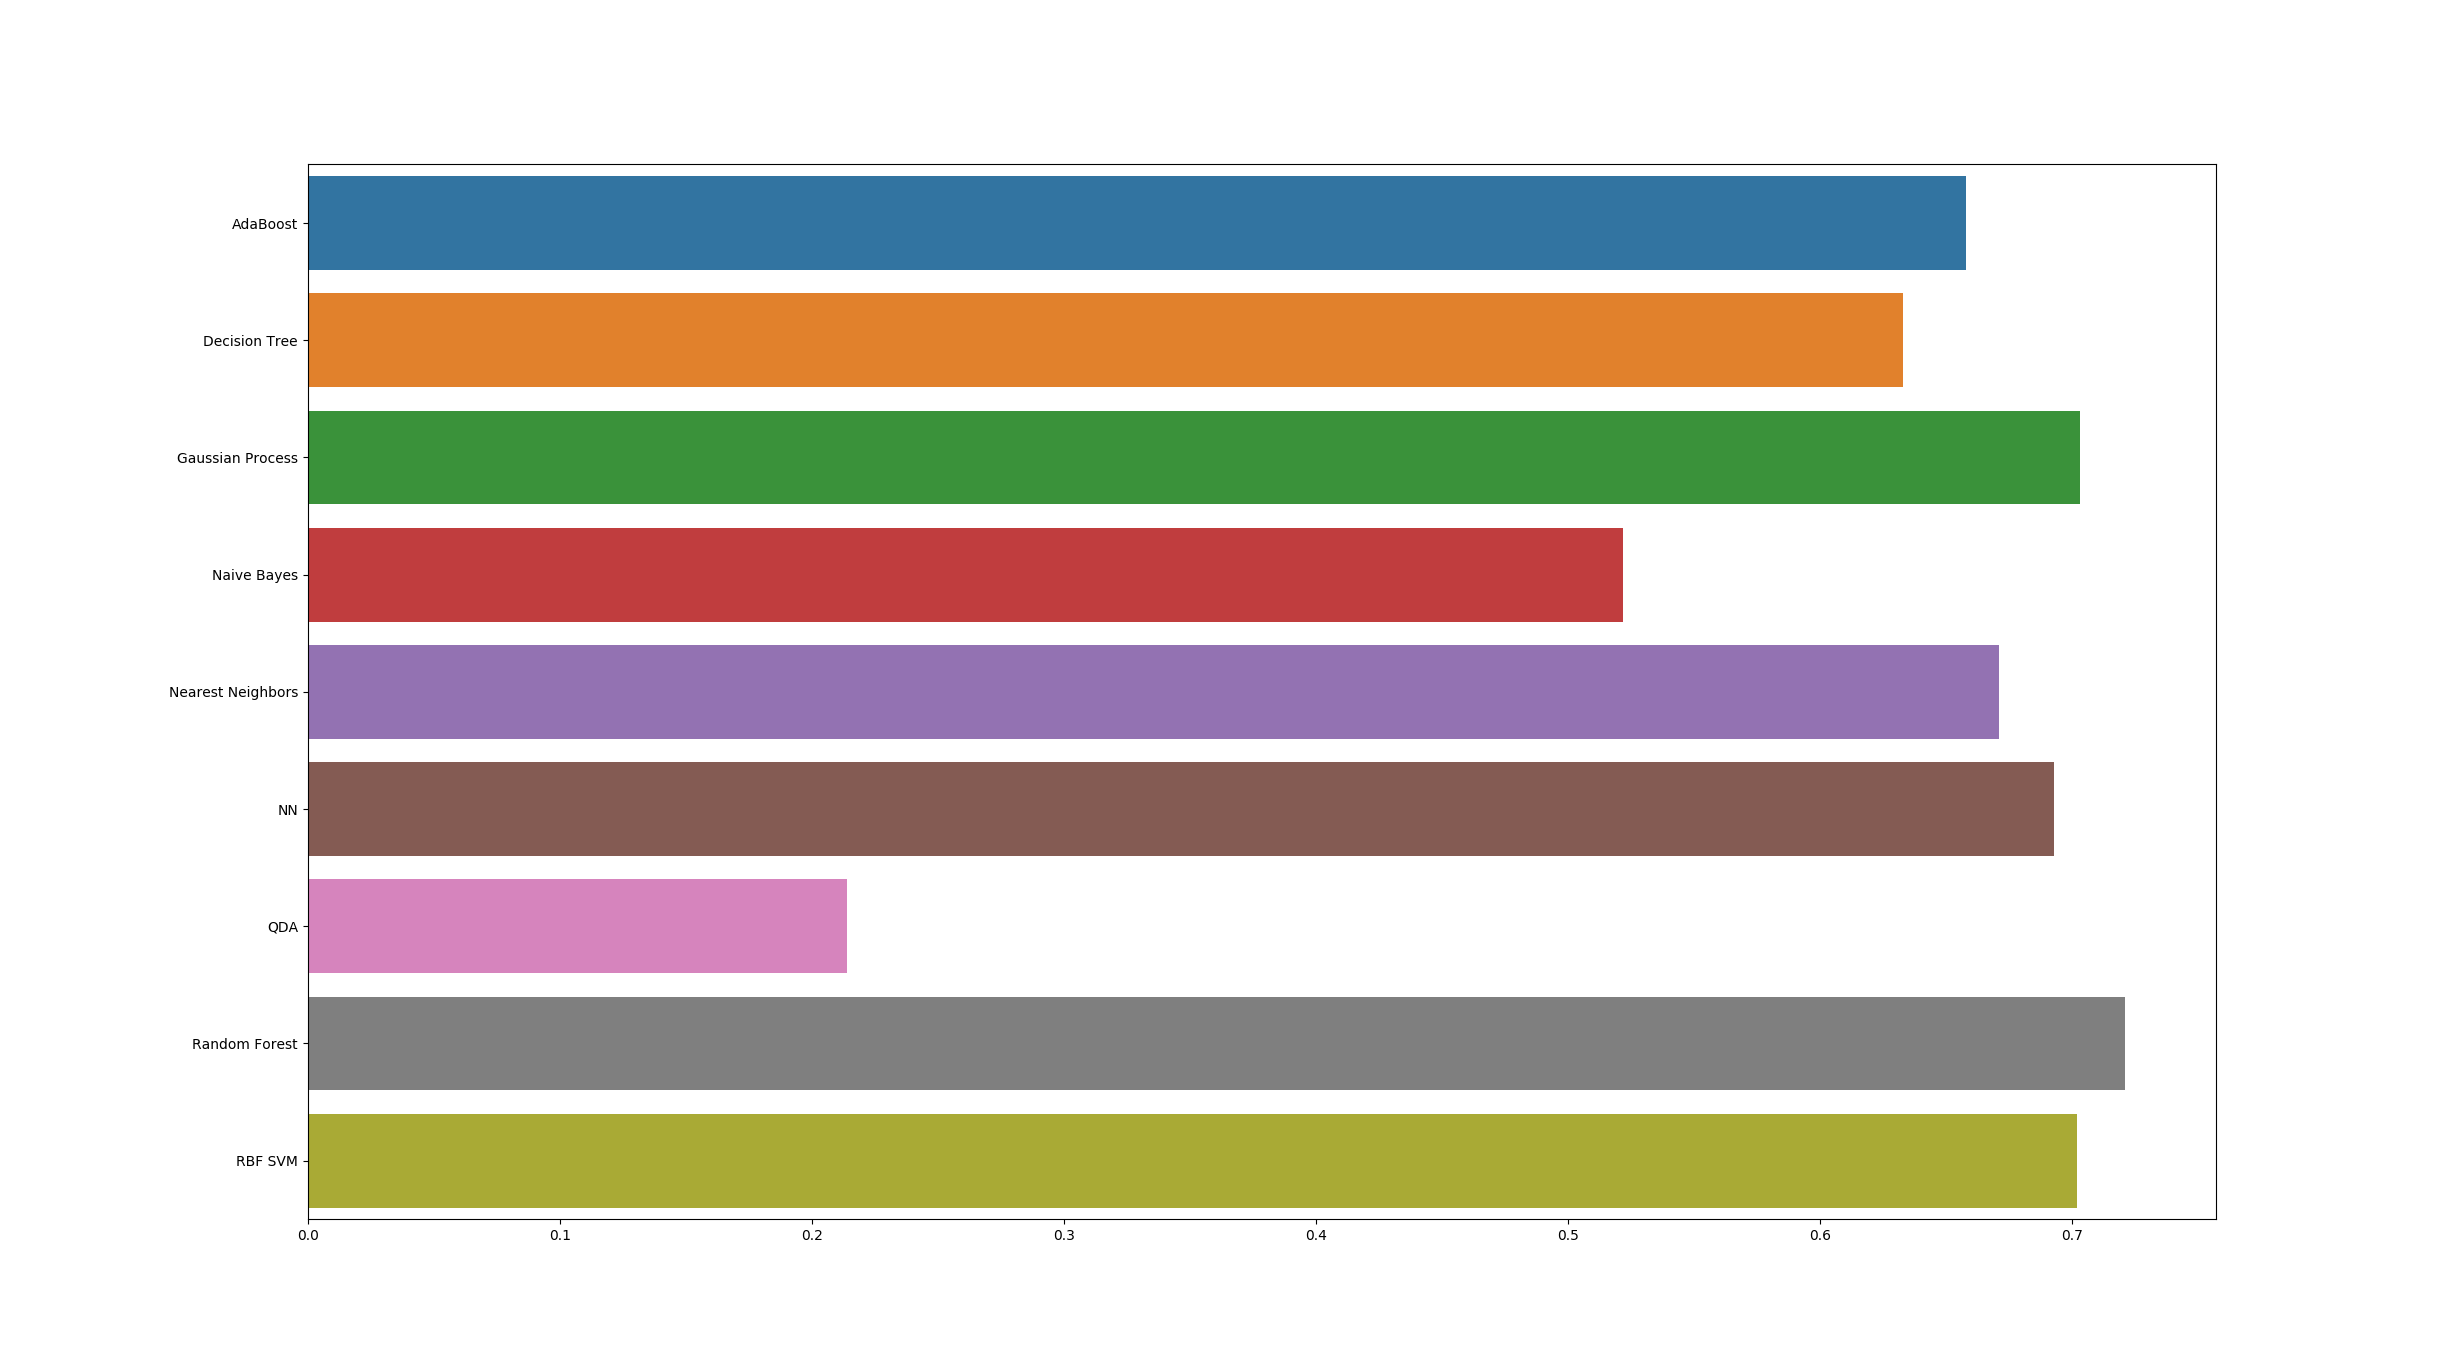 AdaBoost
Decision Tree
Gaussian Process
Naive Bayes
Nearest Neighbors
NN
QDA
Random Forest
RBF SVM
0.0 0.1 0.2 0.3 0.4 0.5 0.6 0.7